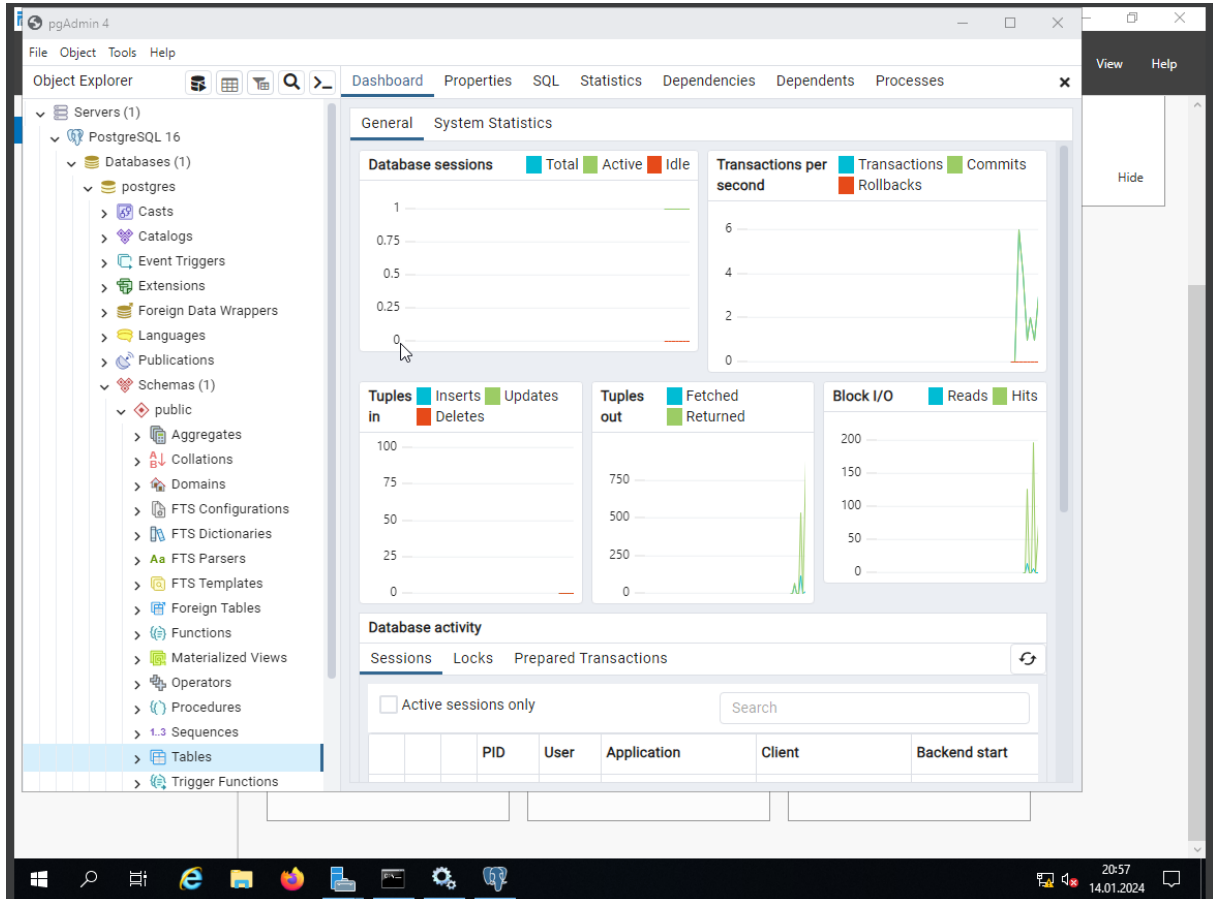 pgAdmin 4
File Object Tools Help
View Help
Object Explorer
Dashboard Properties SQL Statistics Dependencies Dependents Processes
Servers (1)
PostgreSQL 16
Databases (1)
postgres
Casts
Catalogs
Event Triggers
Extensions
Foreign Data Wrappers
Languages
Publications
Schemas (1)
public
Aggregates
Collations
Domains
FTS Configurations
FTS Dictionaries
Aa FTS Parsers
FTS Templates
Foreign Tables
Functions
Materialized Views
Operators
Procedures
1..3 Sequences
Tables
Trigger Functions
General System Statistics
Database sessions Total Active Idle
1
0.75
0.5
0.25
0
Transactions per second Transactions Commits Rollbacks
6
4
2
0
Hide
Tuples in Inserts Updates Deletes
100
75
50
25
0
Tuples out Fetched Returned
750
500
250
0
Block I/O Reads Hits
200
150
100
50
0
Database activity
Sessions Locks Prepared Transactions
Active sessions only Search
PID User Application Client Backend start
20:57
14.01.2024